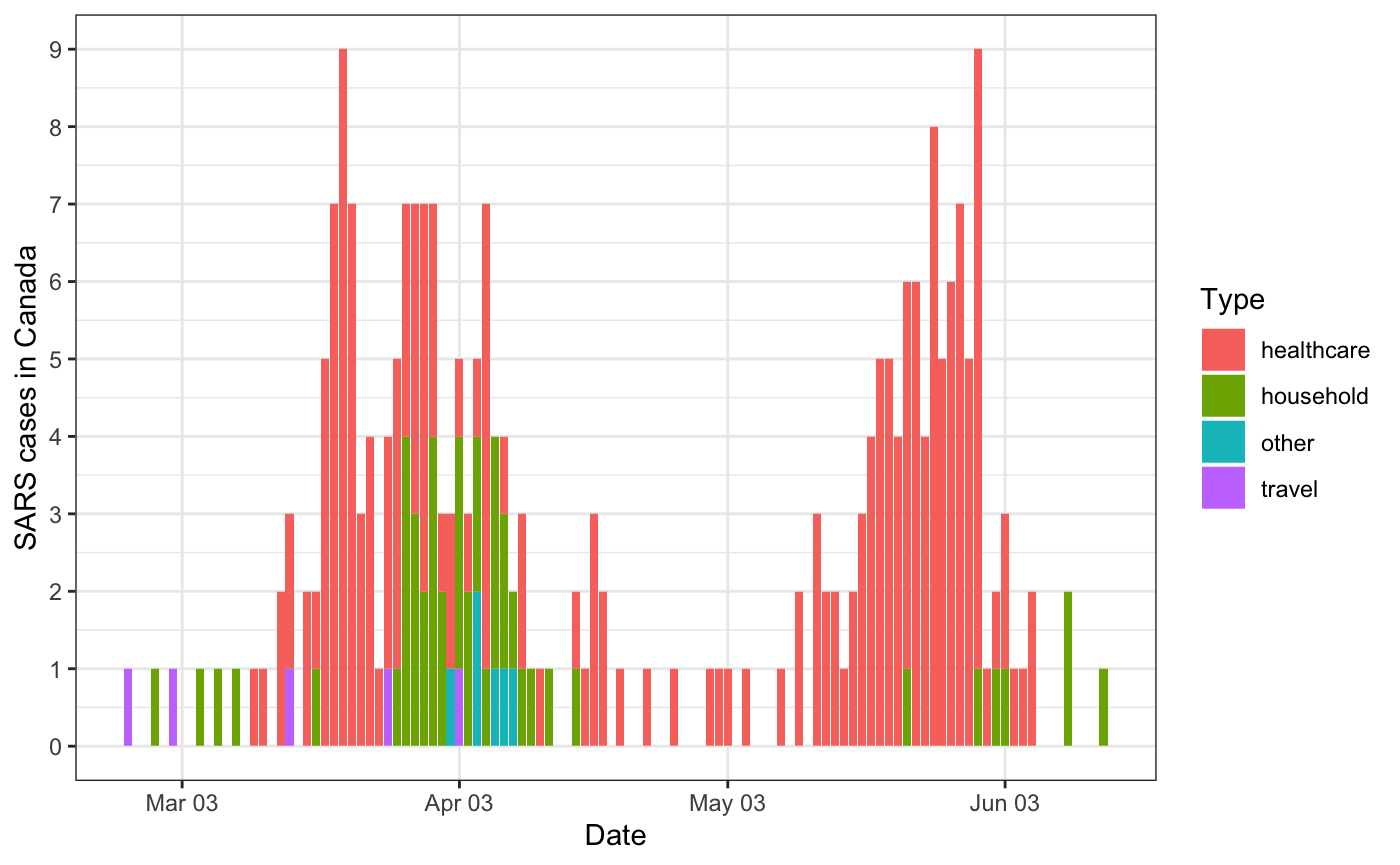 SARS cases in Canada
9
8
7
6
5
4
3
2
1
0
Mar 03 Apr 03 May 03 Jun 03
Date
Type
healthcare
household
other
travel